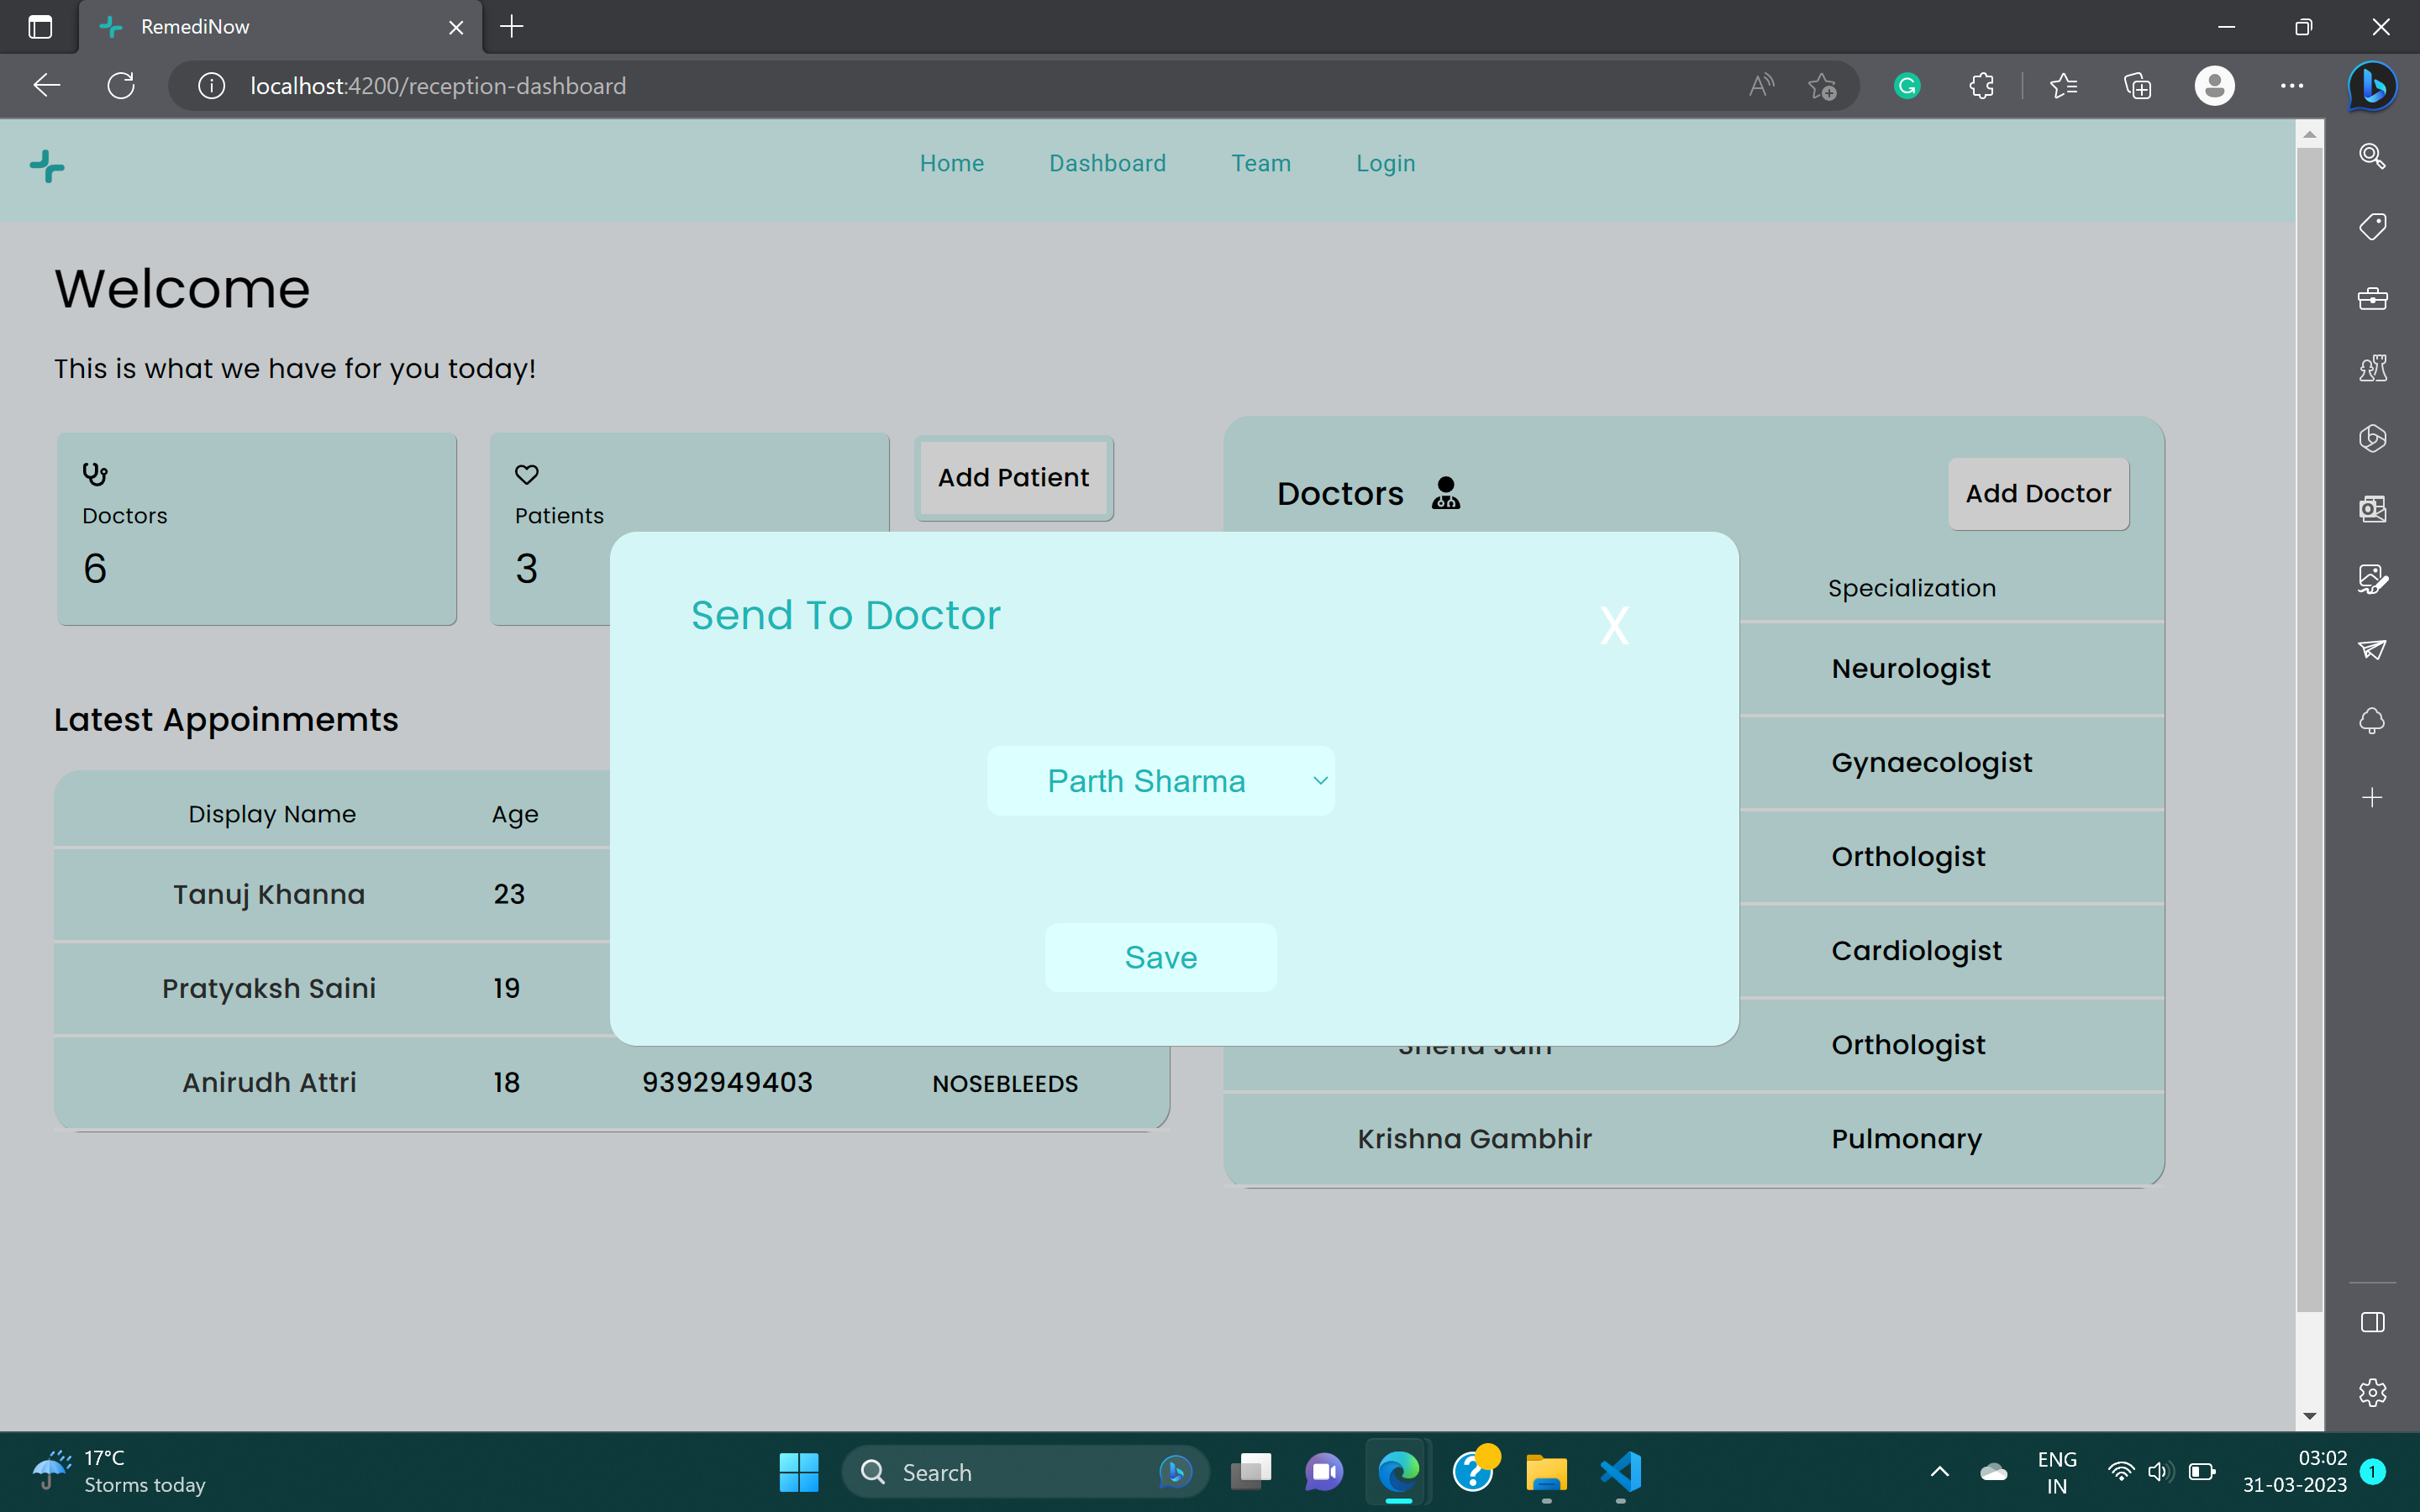 RemediNow
localhost:4200/reception-dashboard
Home Dashboard Team Login
Welcome
This is what we have for you today!
Doctors
6
Patients
3
Add Patient
Doctors
Add Doctor
Specialization
Neurologist
Gynaecologist
Orthologist
Cardiologist
Orthologist
Krishna Gambhir Pulmonary
Send To Doctor
X
Parth Sharma
Save
Latest Appoinmemts
Display Name Age
Tanuj Khanna 23
Pratyaksh Saini 19
Anirudh Attri 18 9392949403 NOSEBLEEDS
17°C
Storms today
Search
ENG
IN
03:02
31-03-2023
1